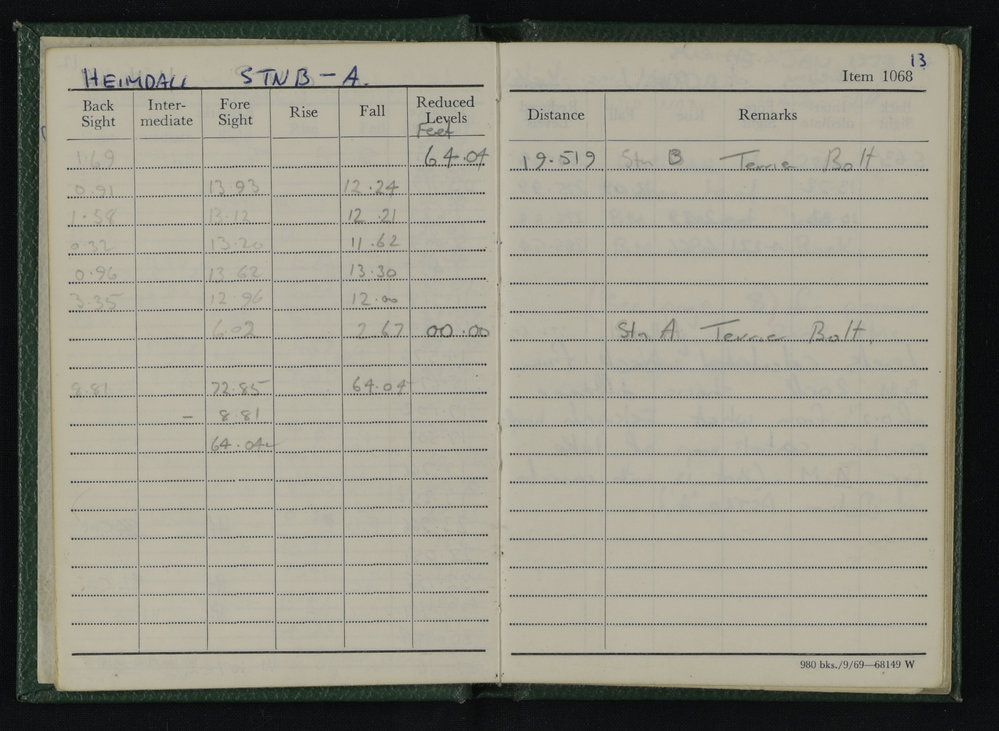 13
HEIMDALL STN B - A.
Item 1068
Back Sight Inter-mediate Fore Sight Rise Fall Reduced Levels Feet Distance Remarks
1.69 64.04 19.519 Stn B Terrier Bolt
0.91 13.93 12.24
1.58 13.12 12.21
0.32 13.20 11.62
0.96 13.62 13.30
3.35 12.96 12.00
6.02 2.67 00.00 Stn A Terrier Bolt.
8.81 72.85 64.04
- 8.81
64.04
980 bks./9/69—68149 W